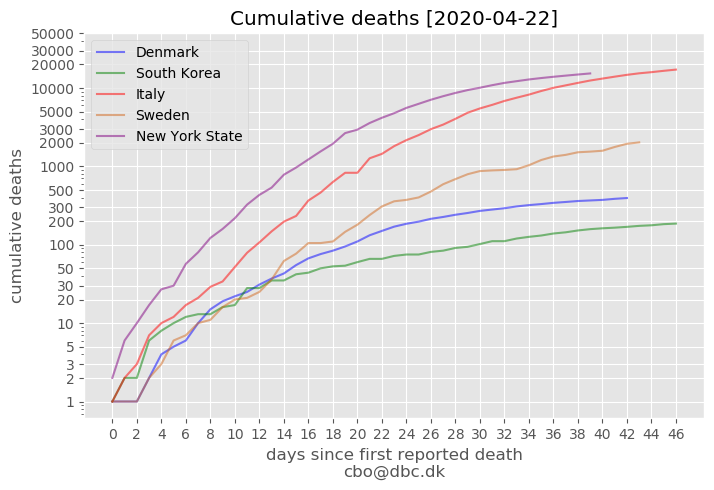 Cumulative deaths [2020-04-22]
50000
30000
20000
10000
5000
3000
2000
1000
500
300
200
100
50
30
20
10
5
3
2
1
cumulative deaths
Denmark
South Korea
Italy
Sweden
New York State
0 2 4 6 8 10 12 14 16 18 20 22 24 26 28 30 32 34 36 38 40 42 44 46
days since first reported death
cbo@dbc.dk